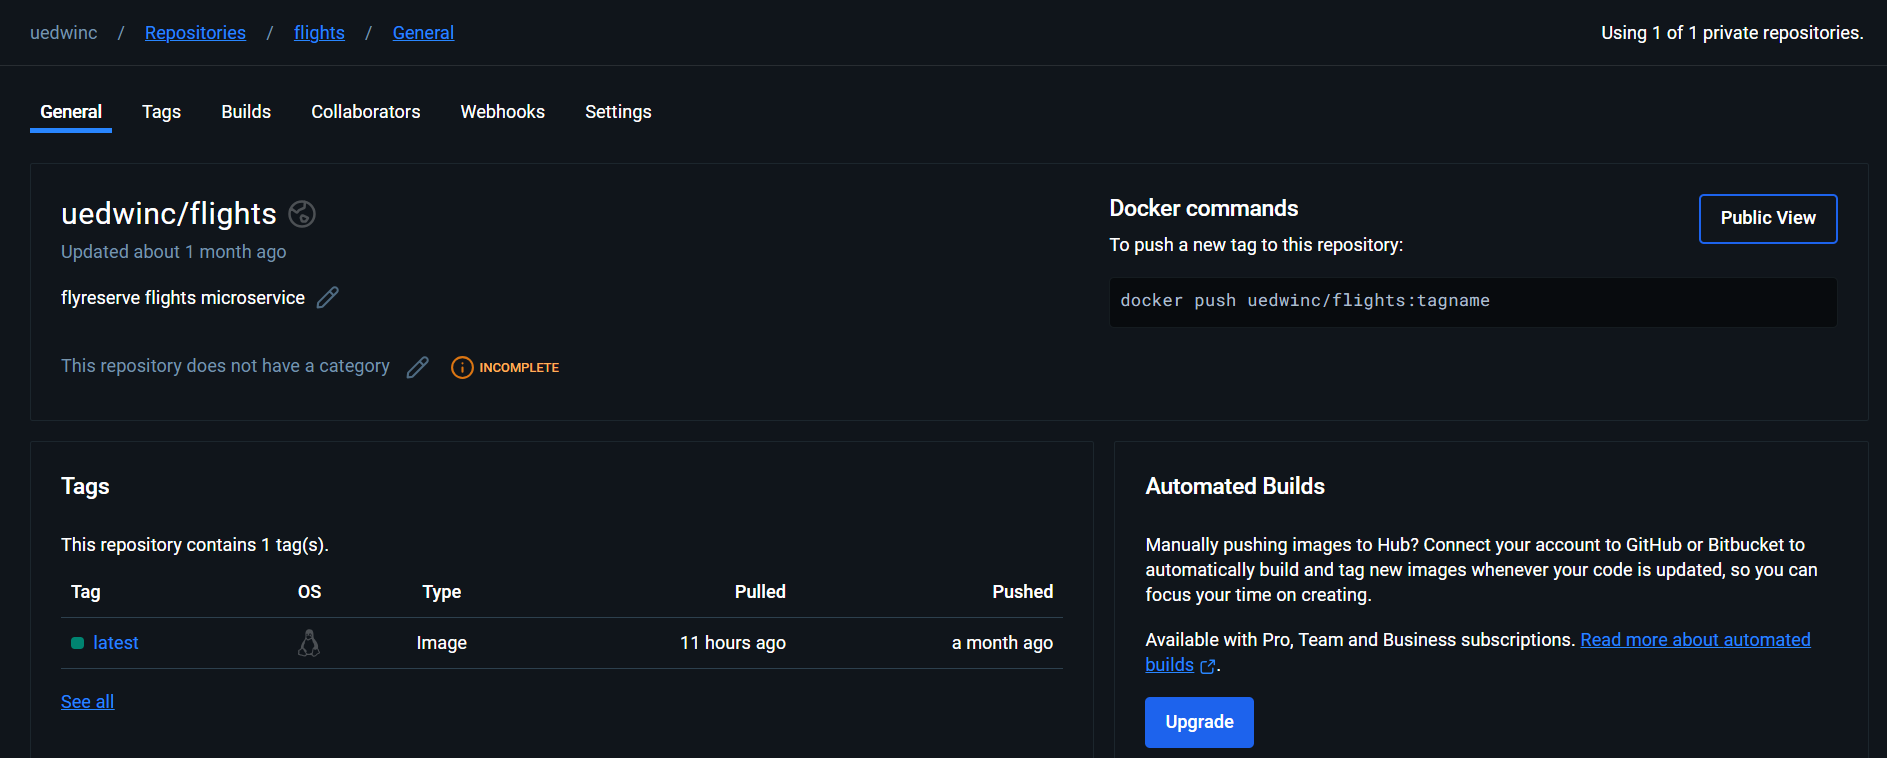 uedwinc / Repositories / flights / General
Using 1 of 1 private repositories.
General Tags Builds Collaborators Webhooks Settings
uedwinc/flights
Updated about 1 month ago
flyreserve flights microservice
This repository does not have a category
INCOMPLETE
Docker commands
Public View
To push a new tag to this repository:
docker push uedwinc/flights:tagname
Tags
This repository contains 1 tag(s).
Tag OS Type Pulled Pushed
latest Image 11 hours ago a month ago
See all
Automated Builds
Manually pushing images to Hub? Connect your account to GitHub or Bitbucket to
automatically build and tag new images whenever your code is updated, so you can
focus your time on creating.
Available with Pro, Team and Business subscriptions. Read more about automated
builds .
Upgrade